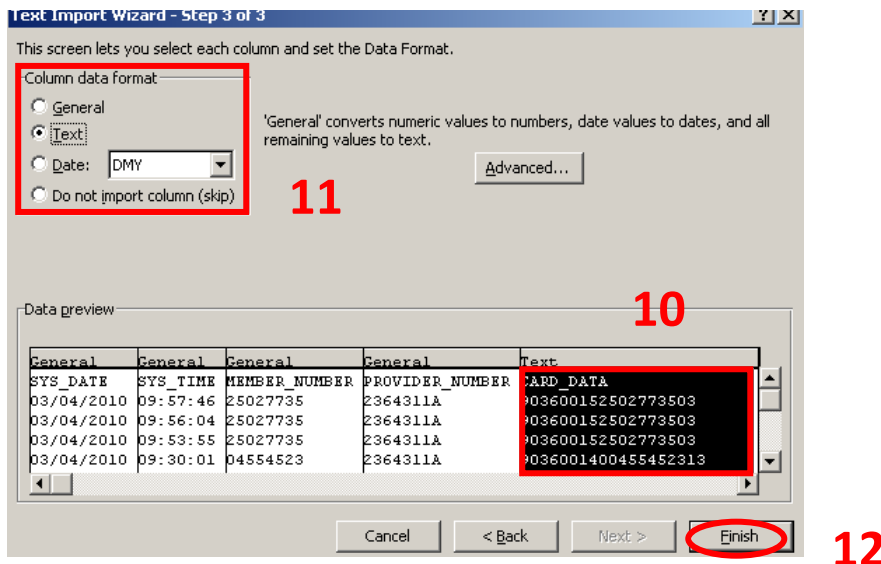 Text Import Wizard - Step 3 of 3
This screen lets you select each column and set the Data Format.
Column data format
General
Text
Date: DMY
Do not import column (skip)
'General' converts numeric values to numbers, date values to dates, and all
remaining values to text.
Advanced...
11
10
Data preview
General General General General Text
SYS_DATE SYS_TIME MEMBER_NUMBER PROVIDER_NUMBER CARD_DATA
03/04/2010 09:57:46 25027735 2364311A 903600152502773503
03/04/2010 09:56:04 25027735 2364311A 903600152502773503
03/04/2010 09:53:55 25027735 2364311A 903600152502773503
03/04/2010 09:30:01 04554523 2364311A 9036001400455452313
Cancel < Back Next > Finish
12